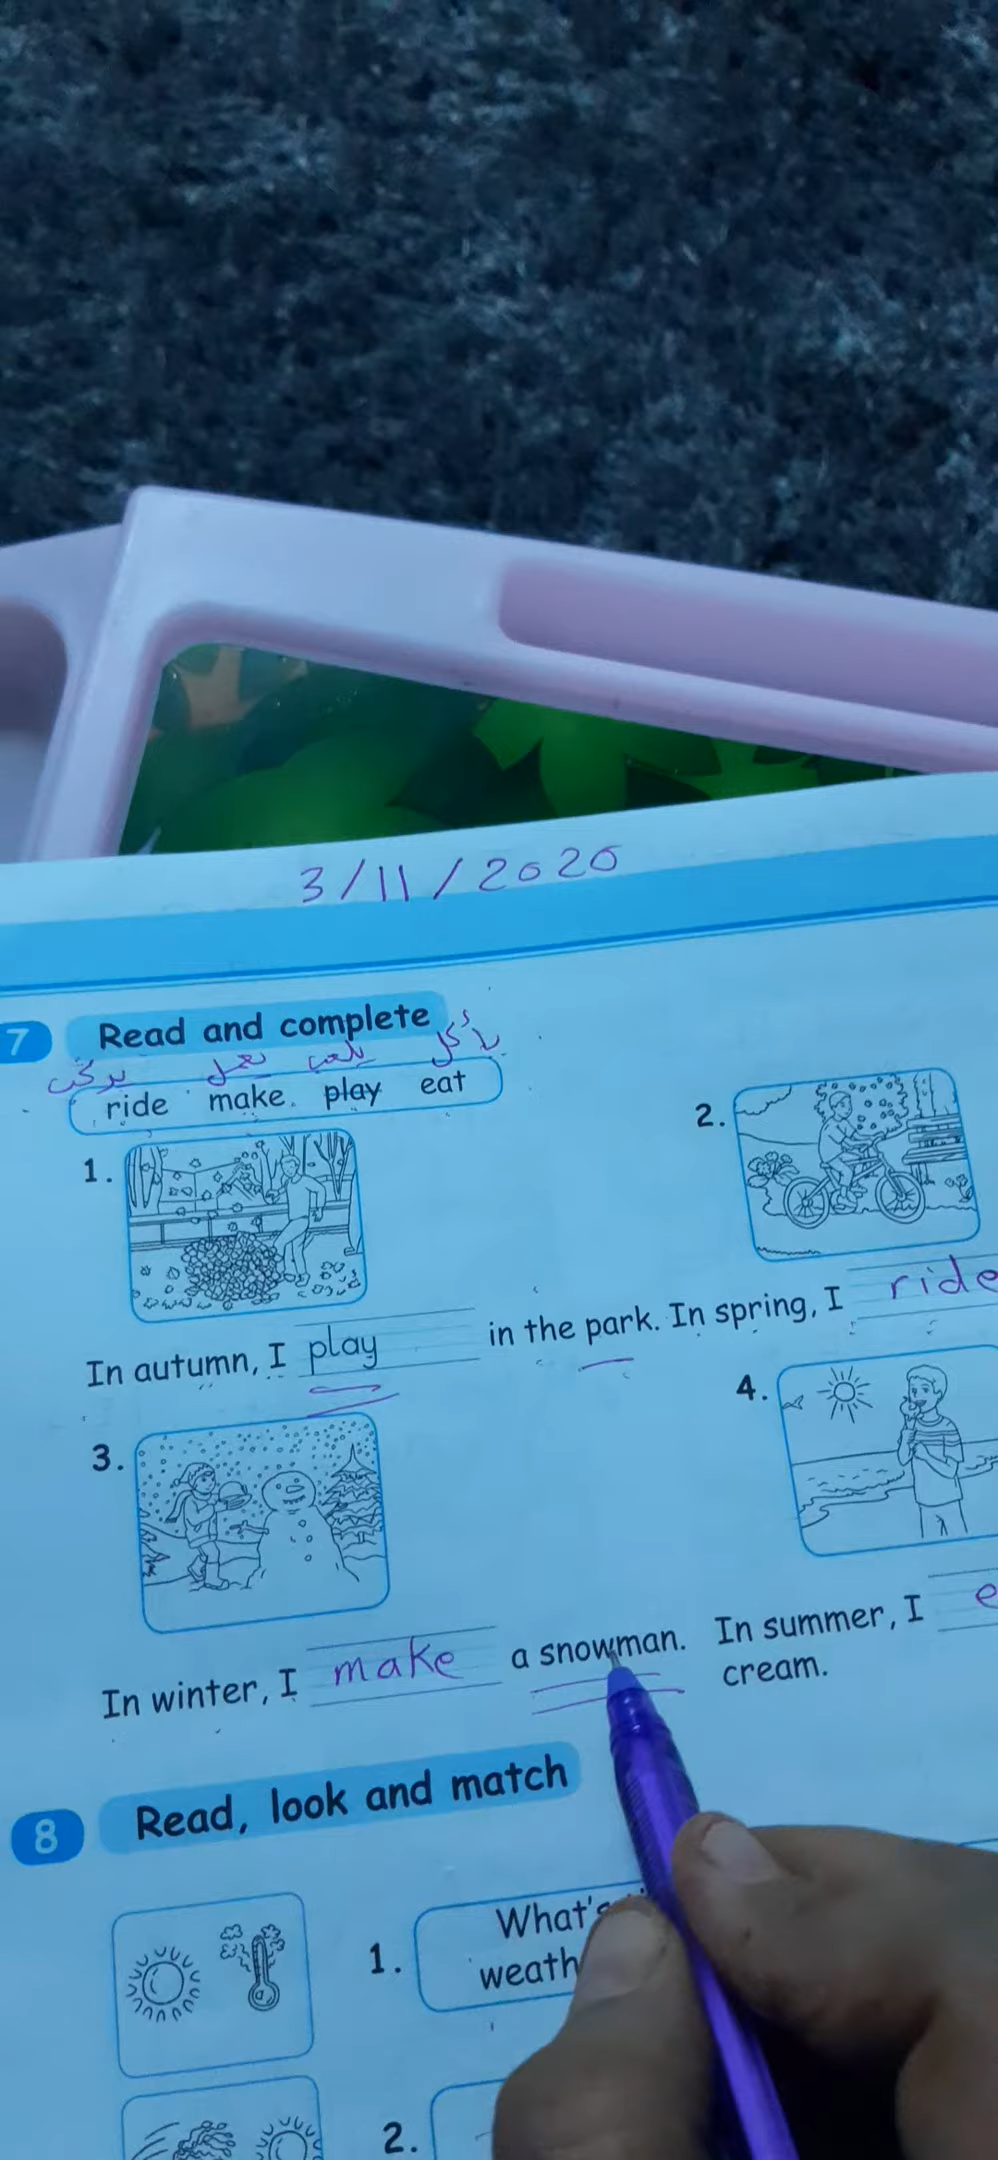 3/11/2020
7 Read and complete
يركب يعمل يلعب يأكل
ride make play eat
1.
2.
In autumn, I play in the park.
In spring, I ride
3.
4.
In winter, I make a snowman.
In summer, I
cream.
8 Read, look and match
1. What's
2.